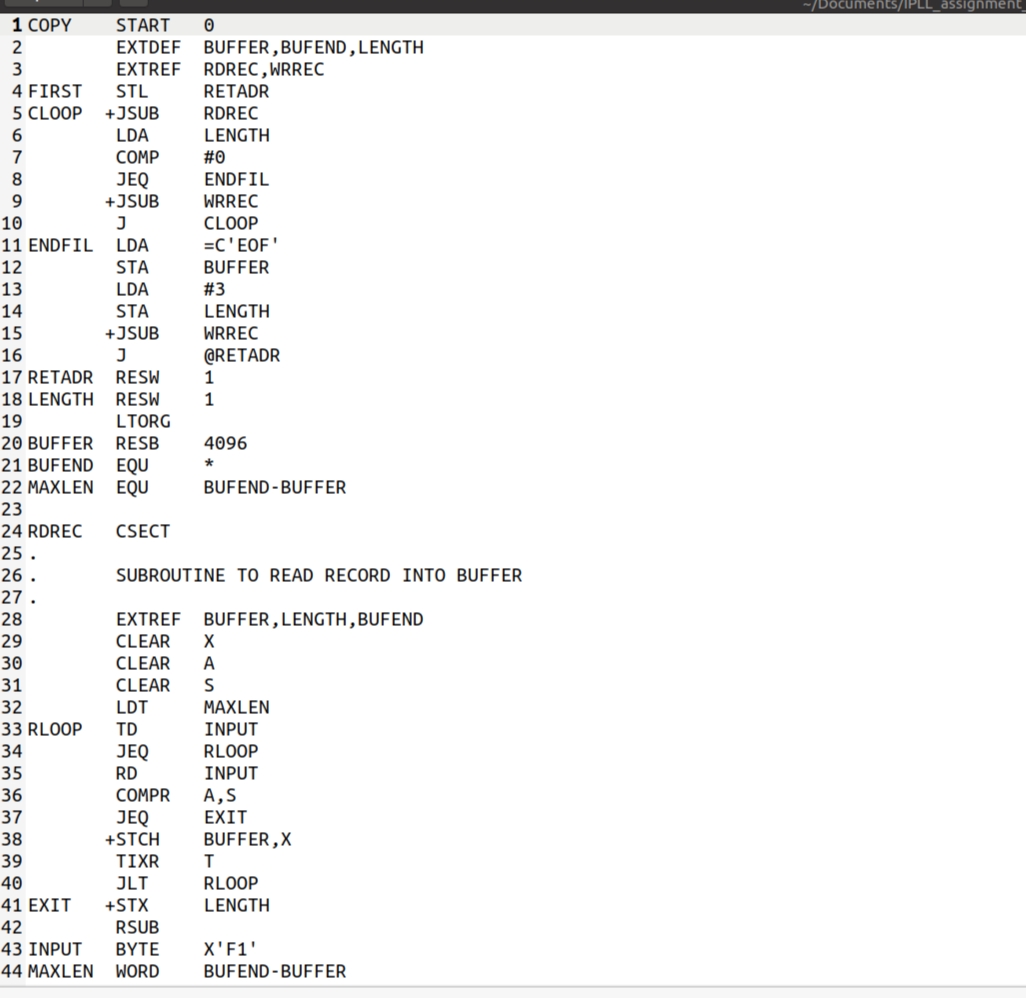 ~/Documents/IPLL_assignment_
1 COPY START 0
2 EXTDEF BUFFER,BUFEND,LENGTH
3 EXTREF RDREC,WRREC
4 FIRST STL RETADR
5 CLOOP +JSUB RDREC
6 LDA LENGTH
7 COMP #0
8 JEQ ENDFIL
9 +JSUB WRREC
10 J CLOOP
11 ENDFIL LDA =C'EOF'
12 STA BUFFER
13 LDA #3
14 STA LENGTH
15 +JSUB WRREC
16 J @RETADR
17 RETADR RESW 1
18 LENGTH RESW 1
19 LTORG
20 BUFFER RESB 4096
21 BUFEND EQU *
22 MAXLEN EQU BUFEND-BUFFER
23
24 RDREC CSECT
25 .
26 . SUBROUTINE TO READ RECORD INTO BUFFER
27 .
28 EXTREF BUFFER,LENGTH,BUFEND
29 CLEAR X
30 CLEAR A
31 CLEAR S
32 LDT MAXLEN
33 RLOOP TD INPUT
34 JEQ RLOOP
35 RD INPUT
36 COMPR A,S
37 JEQ EXIT
38 +STCH BUFFER,X
39 TIXR T
40 JLT RLOOP
41 EXIT +STX LENGTH
42 RSUB
43 INPUT BYTE X'F1'
44 MAXLEN WORD BUFEND-BUFFER